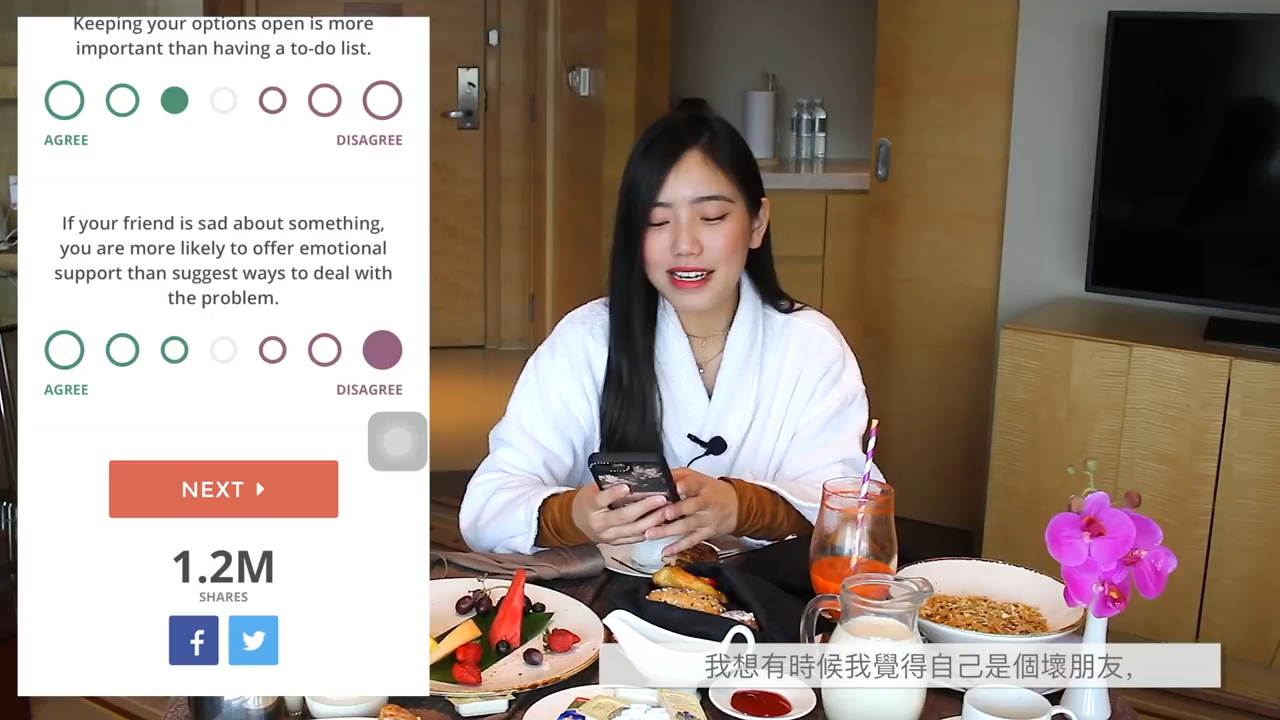 Keeping your options open is more
important than having a to-do list.
AGREE
DISAGREE
If your friend is sad about something,
you are more likely to offer emotional
support than suggest ways to deal with
the problem.
AGREE
DISAGREE
NEXT
1.2M
SHARES
我想有時候我覺得自己是個壞朋友,